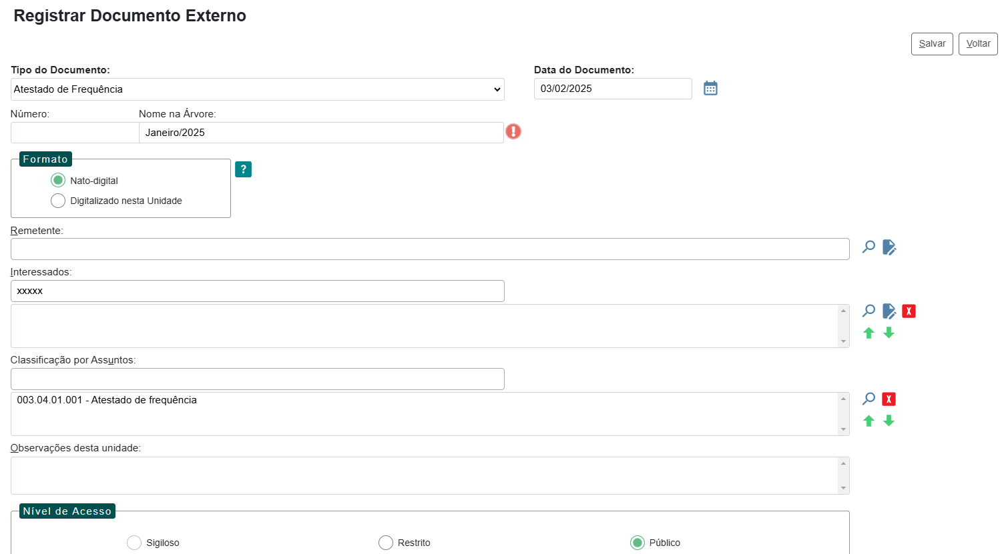 Registrar Documento Externo
Salvar Voltar
Tipo do Documento: Data do Documento:
Atestado de Frequência 03/02/2025
Número: Nome na Árvore:
Janeiro/2025
Formato
?
Nato-digital
Digitalizado nesta Unidade
Remetente:
Interessados:
xxxxx
X
Classificação por Assuntos:
003.04.01.001 - Atestado de frequência
X
Observações desta unidade:
Nível de Acesso
Sigiloso Restrito Público